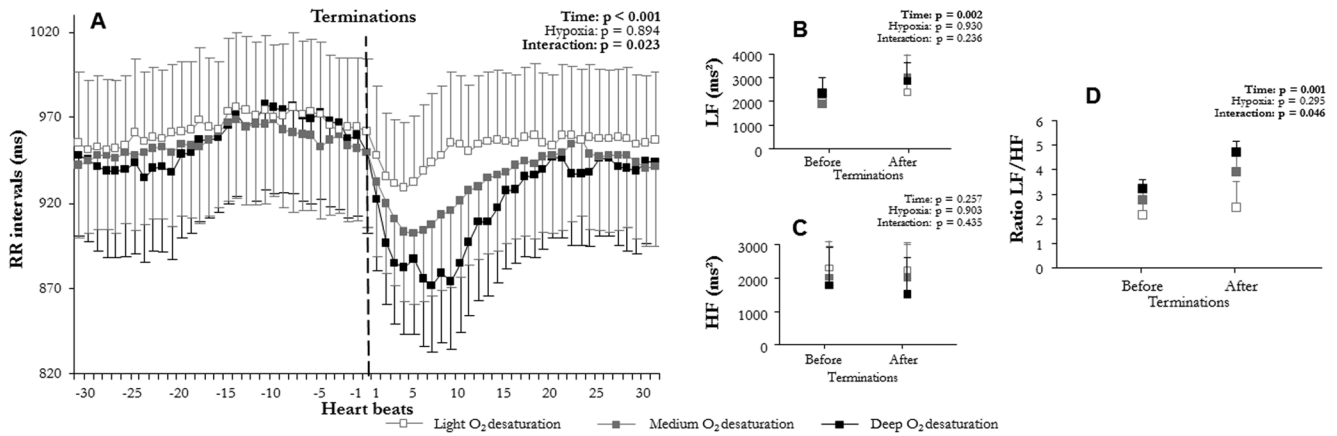 A
Terminations
Time: p < 0.001
Hypoxia: p = 0.894
Interaction: p = 0.023
RR intervals (ms)
1020
970
920
870
820
-30 -25 -20 -15 -10 -5 -1 1 5 10 15 20 25 30
Heart beats
B
Time: p = 0.002
Hypoxia: p = 0.930
Interaction: p = 0.236
LF (ms²)
4000
3000
2000
1000
Before After
Terminations
C
Time: p = 0.257
Hypoxia: p = 0.903
Interaction: p = 0.435
HF (ms²)
3000
2000
1000
0
Before After
Terminations
D
Time: p = 0.001
Hypoxia: p = 0.295
Interaction: p = 0.046
Ratio LF/HF
6
5
4
3
2
1
0
Before After
Terminations
Light O₂ desaturation Medium O₂ desaturation Deep O₂ desaturation